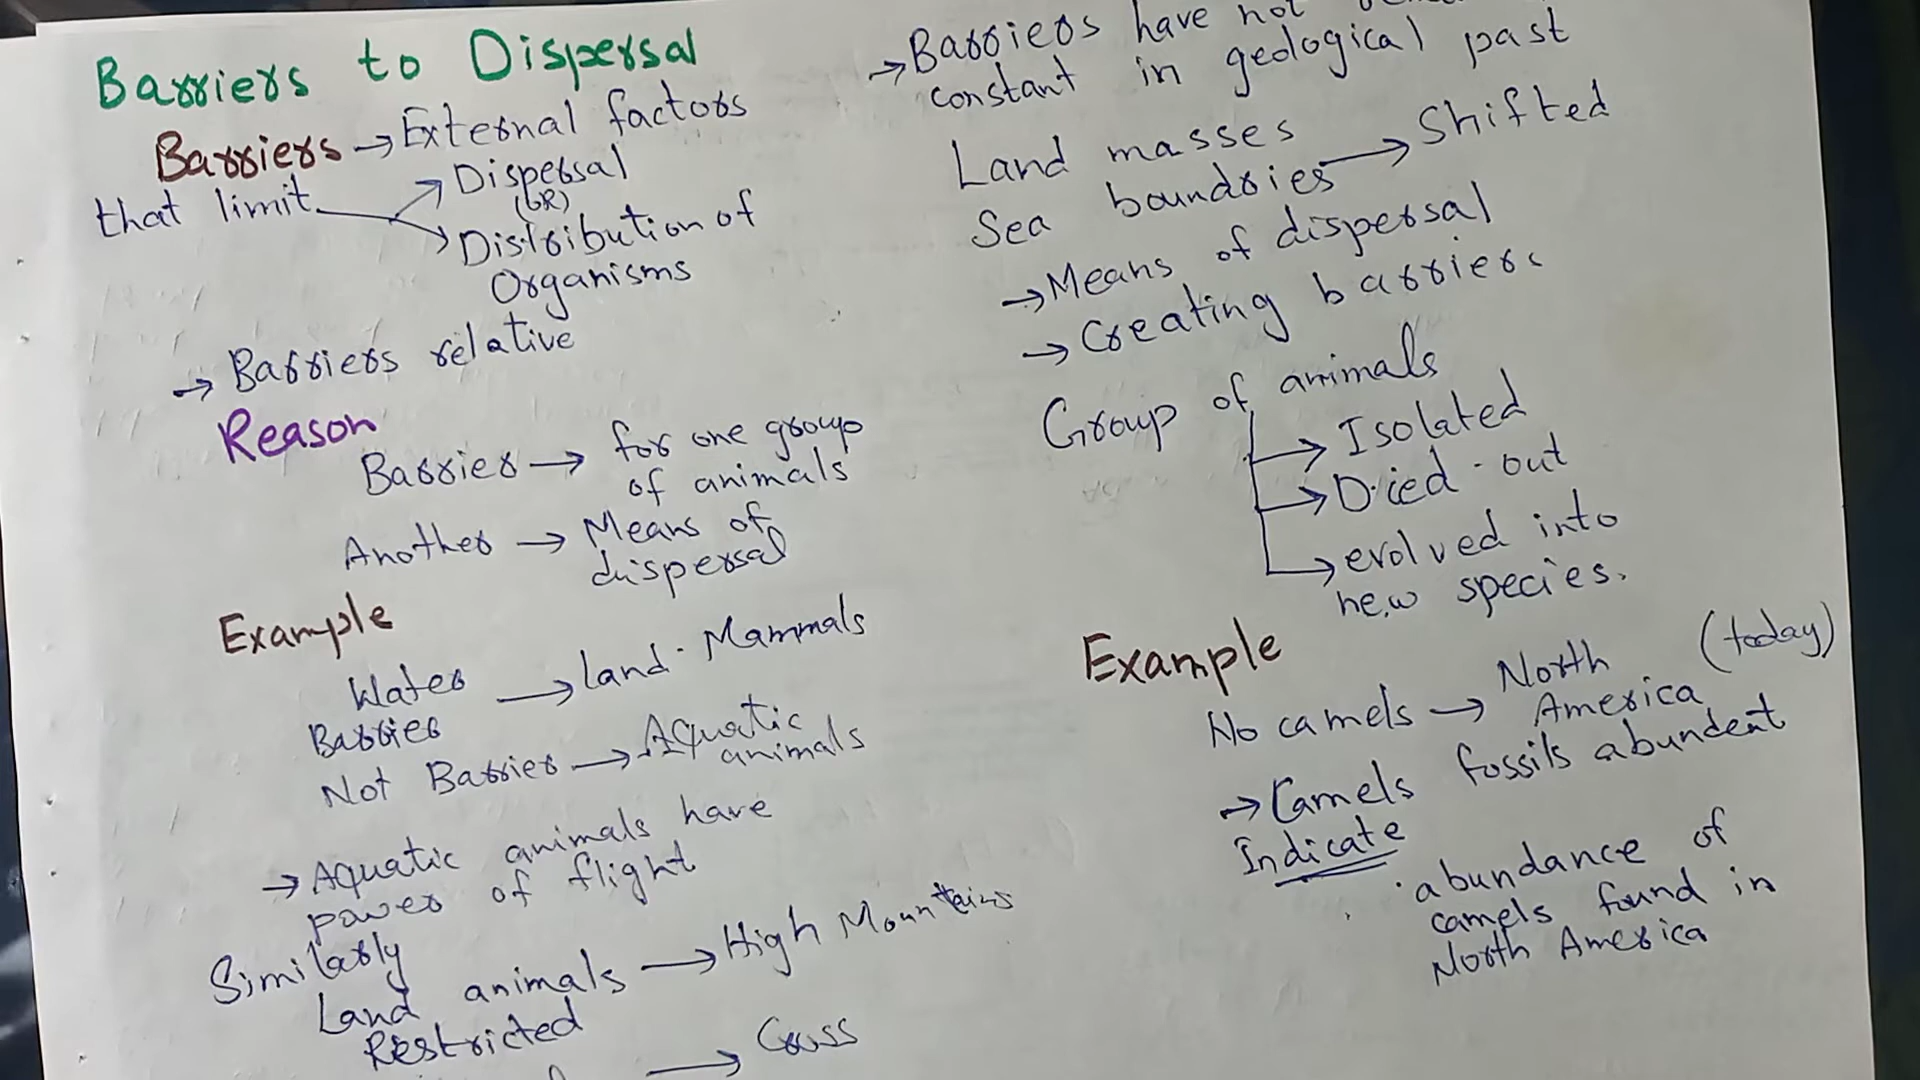 Barriers to Dispersal
Barriers → External factors
that limit → Dispersal
(OR)
→ Distribution of
Organisms
→ Barriers relative
Reason
Barrier → for one group
of animals
Another → Means of
dispersal
Example
Water → land Mammals
Barrier
Not Barrier → Aquatic
animals
→ Aquatic animals have
power of flight
Similarly
Land animals → High Mountains
Restricted
→ Cross
→ Barriers have not
constant in geological past
Land masses
Sea boundries → Shifted
→ Means of dispersal
→ Creating barriers
Group of animals
→ Isolated
→ Died-out
→ evolved into
new species.
Example
No camels → North (today)
America
→ Camels fossils abundent
Indicate
abundance of
camels found in
North America